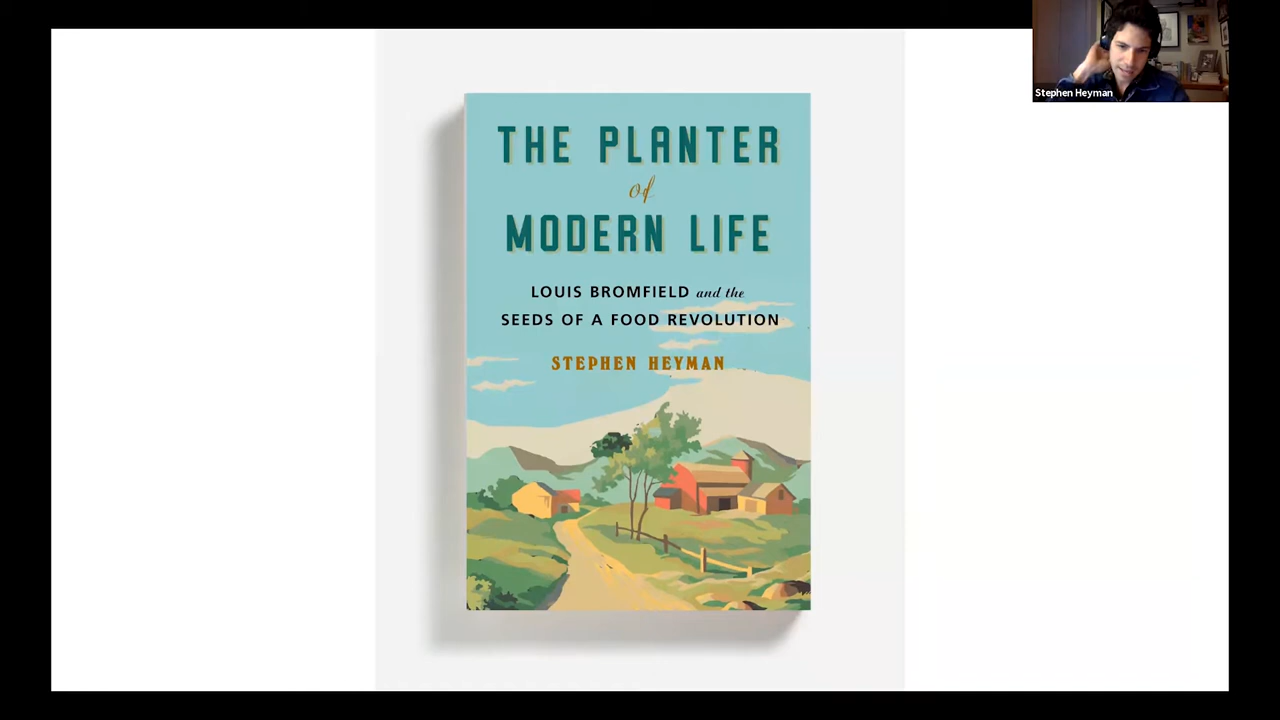 THE PLANTER
of
MODERN LIFE
LOUIS BROMFIELD and the
SEEDS OF A FOOD REVOLUTION
STEPHEN HEYMAN
Stephen Heyman